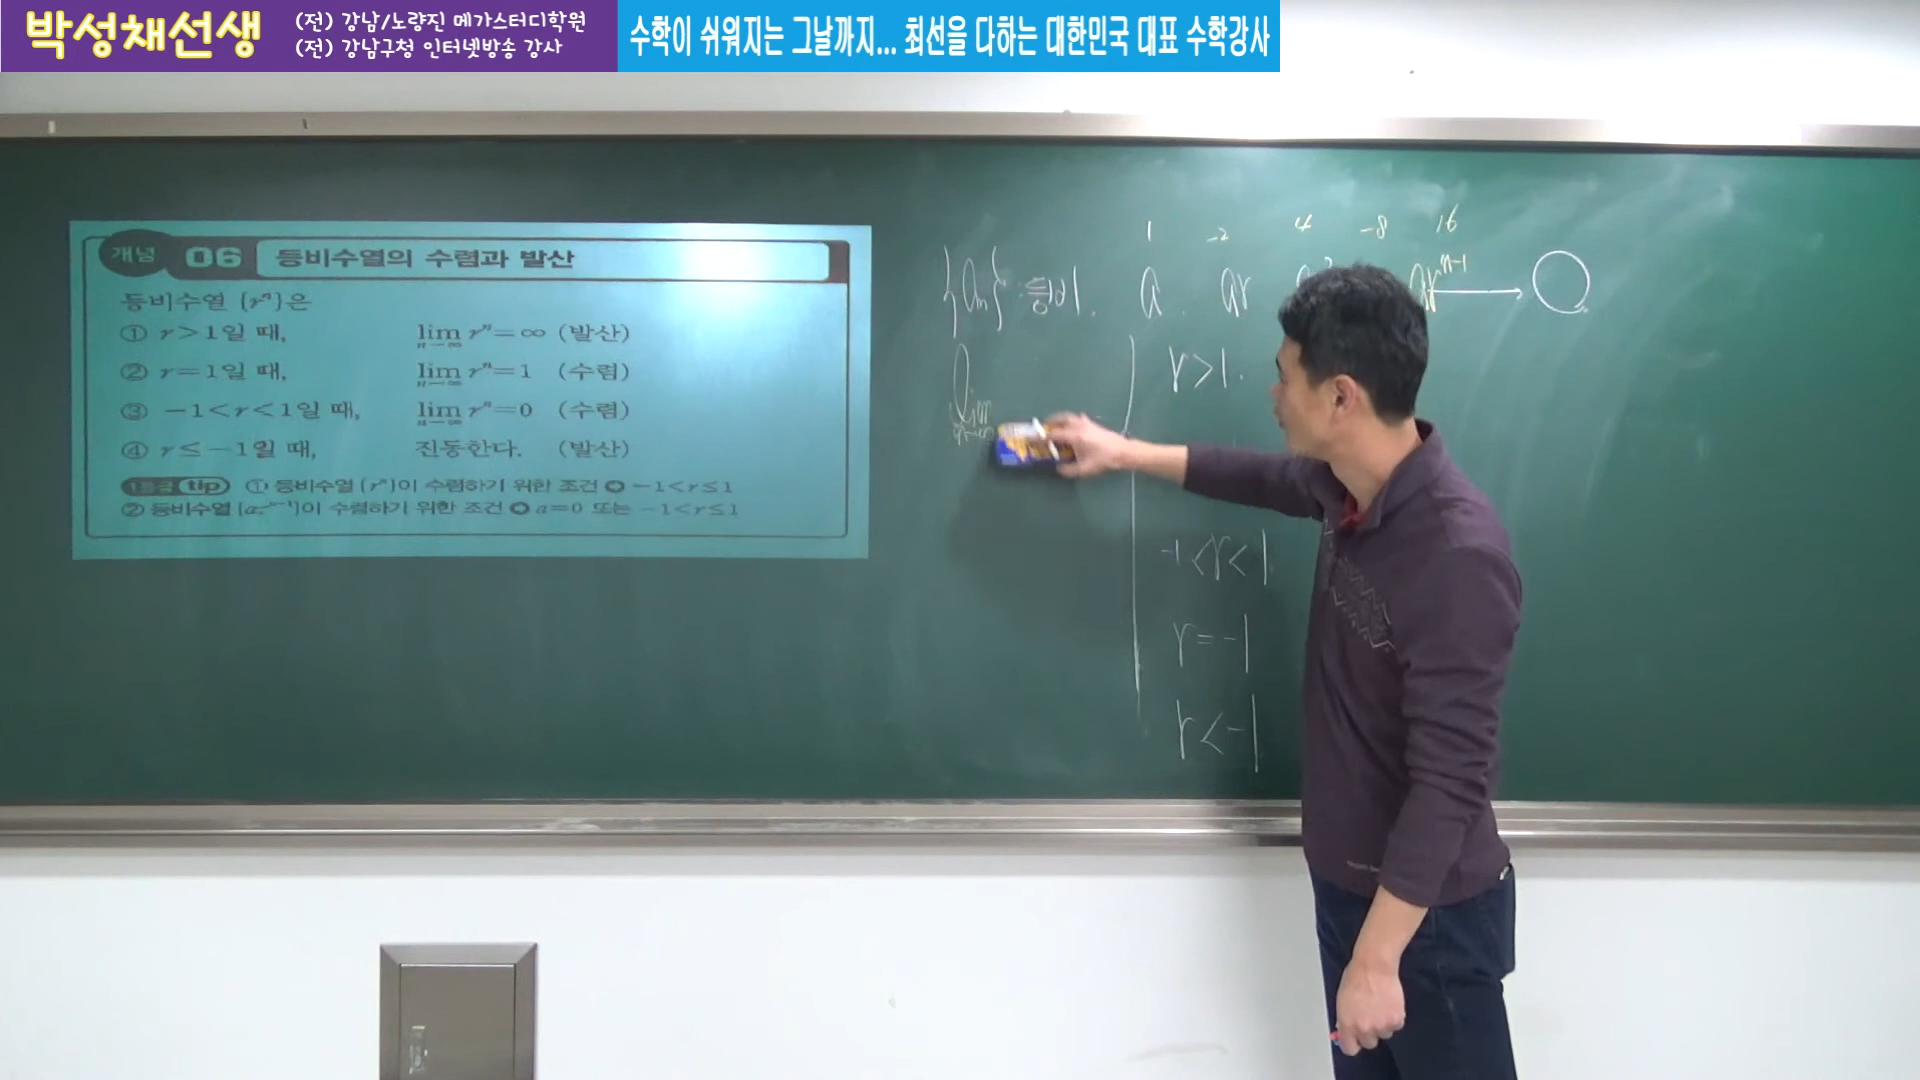 박성채선생
(전) 강남/노량진 메가스터디학원
(전) 강남구청 인터넷방송 강사
수학이 쉬워지는 그날까지... 최선을 다하는 대한민국 대표 수학강사
개념 06 등비수열의 수렴과 발산
등비수열 {rⁿ}은
① r>1일 때, lim n→∞ rⁿ=∞ (발산)
② r=1일 때, lim n→∞ rⁿ=1 (수렴)
③ -1<r<1일 때, lim n→∞ rⁿ=0 (수렴)
④ r≤-1일 때, 진동한다. (발산)
1등급 tip ① 등비수열 {rⁿ}이 수렴하기 위한 조건 ➲ -1<r≤1
② 등비수열 {arⁿ⁻¹}이 수렴하기 위한 조건 ➲ a=0 또는 -1<r≤1
1 -2 4 -8 16
{aₙ} 등비. a. ar arⁿ⁻¹ → ○
lim n→∞
r>1.
-1<r<1.
r=-1
r<-1